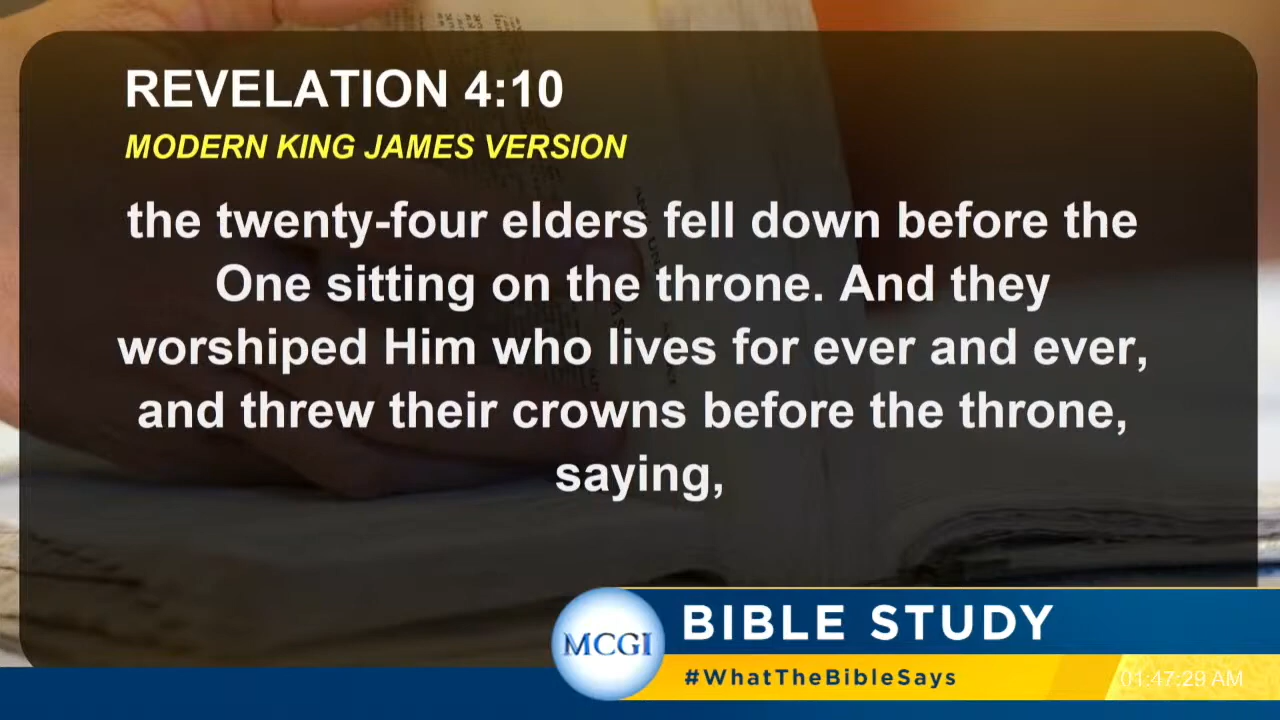 REVELATION 4:10
MODERN KING JAMES VERSION
the twenty-four elders fell down before the
One sitting on the throne. And they
worshiped Him who lives for ever and ever,
and threw their crowns before the throne,
saying,
MCGI
BIBLE STUDY
#WhatTheBibleSays
01:47:29 AM